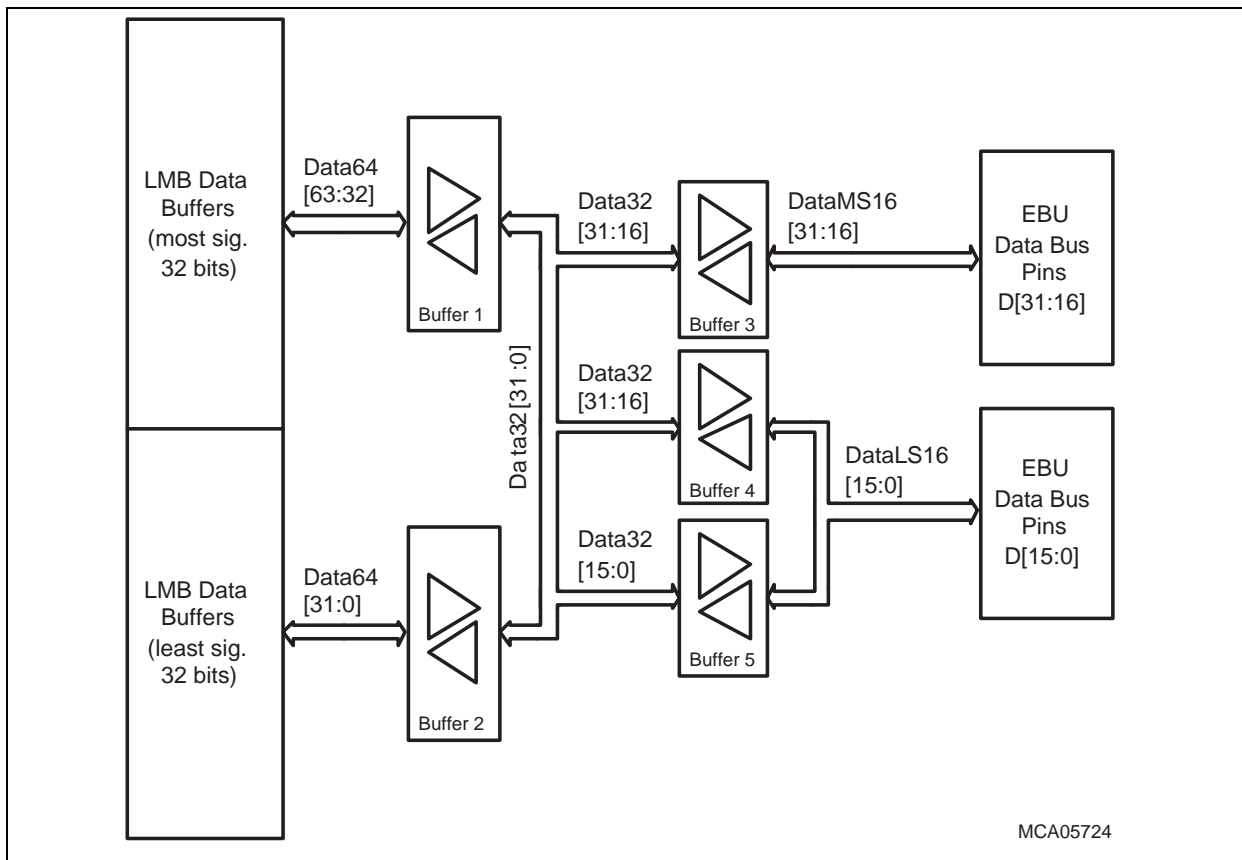 LMB Data
Buffers
(most sig.
32 bits)
Data64
[63:32]
Buffer 1
Data32
[31:16]
Buffer 3
DataMS16
[31:16]
EBU
Data Bus
Pins
D[31:16]
Data32 [31:0]
Data32
[31:16]
Buffer 4
DataLS16
[15:0]
EBU
Data Bus
Pins
D[15:0]
LMB Data
Buffers
(least sig.
32 bits)
Data64
[31:0]
Buffer 2
Data32
[15:0]
Buffer 5
MCA05724